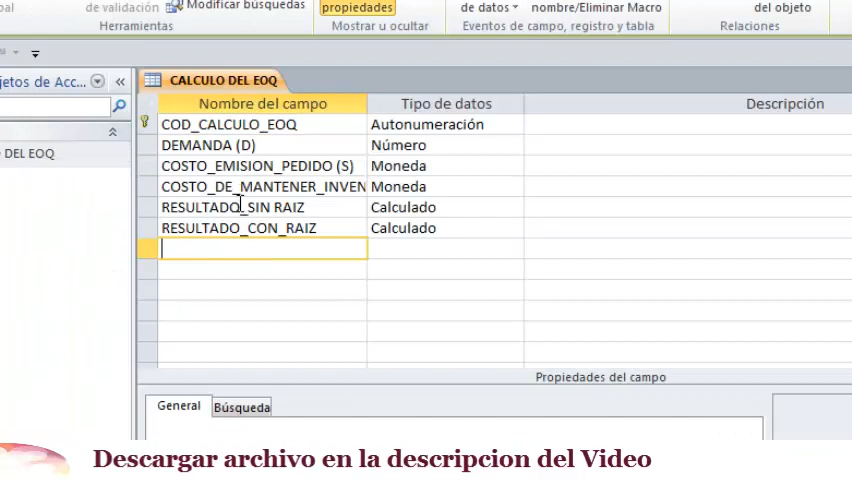 de validación
Modificar búsquedas
propiedades
de datos
nombre/Eliminar Macro
del objeto
Herramientas
Mostrar u ocultar
Eventos de campo, registro y tabla
Relaciones
jetos de Acc...
CALCULO DEL EOQ
Nombre del campo Tipo de datos Descripción
COD_CALCULO_EOQ Autonumeración
DEMANDA (D) Número
DEL EOQ
COSTO_EMISION_PEDIDO (S) Moneda
COSTO_DE_MANTENER_INVEN Moneda
RESULTADO_SIN RAIZ Calculado
RESULTADO_CON_RAIZ Calculado
Propiedades del campo
General Búsqueda
Descargar archivo en la descripcion del Video